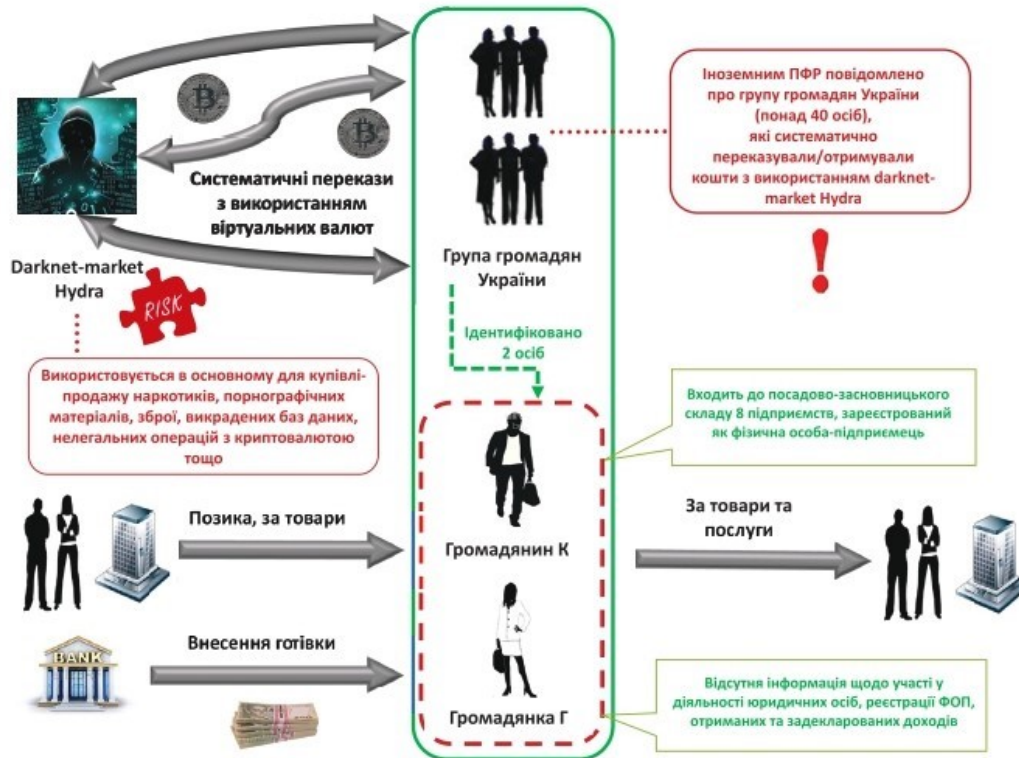 Іноземним ПФР повідомлено
про групу громадян України
(понад 40 осіб),
які систематично
переказували/отримували
кошти з використанням darknet-
market Hydra
Систематичні перекази
з використанням
віртуальних валют
Darknet-market
Hydra
RISK
Група громадян
України
Ідентифіковано
2 осіб
Використовується в основному для купівлі-
продажу наркотиків, порнографічних
матеріалів, зброї, викрадених баз даних,
нелегальних операцій з криптовалютою
тощо
Входить до посадово-засновницького
складу 8 підприємств, зареєстрований
як фізична особа-підприємець
Позика, за товари
Громадянин К
За товари та
послуги
BANK
Внесення готівки
Громадянка Г
Відсутня інформація щодо участі у
діяльності юридичних осіб, реєстрації ФОП,
отриманих та задекларованих доходів